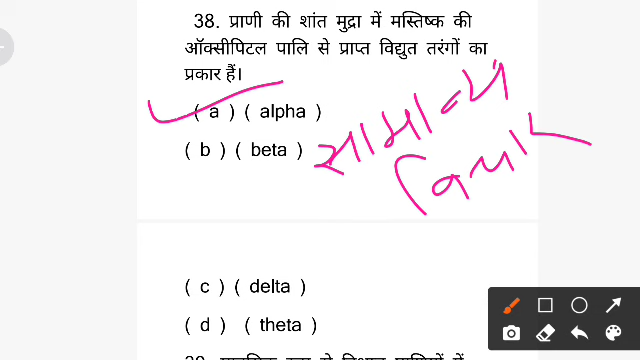 38. प्राणी की शांत मुद्रा में मस्तिष्क की
ऑक्सीपिटल पालि से प्राप्त विद्युत तरंगों का
प्रकार हैं।
( a ) ( alpha )
( b ) ( beta )
सामान्य
विचार
( c ) ( delta )
( d ) ( theta )